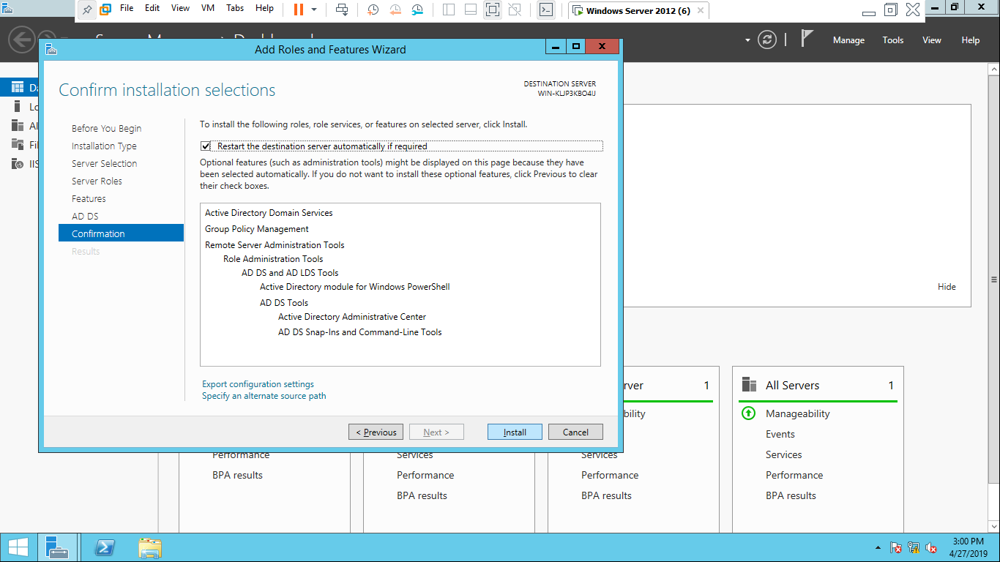 File Edit View VM Tabs Help
Windows Server 2012 (6)
Manage Tools View Help
Add Roles and Features Wizard
Confirm installation selections
DESTINATION SERVER
WIN-KLJP3KBO4U
Before You Begin
Installation Type
Server Selection
Server Roles
Features
AD DS
Confirmation
Results
To install the following roles, role services, or features on selected server, click Install.
Restart the destination server automatically if required
Optional features (such as administration tools) might be displayed on this page because they have
been selected automatically. If you do not want to install these optional features, click Previous to clear
their check boxes.
Active Directory Domain Services
Group Policy Management
Remote Server Administration Tools
Role Administration Tools
AD DS and AD LDS Tools
Active Directory module for Windows PowerShell
AD DS Tools
Active Directory Administrative Center
AD DS Snap-Ins and Command-Line Tools
Export configuration settings
Specify an alternate source path
< Previous Next > Install Cancel
Hide
1
All Servers 1
Manageability
Events
Services
Performance
BPA results
Performance
BPA results
Services
Performance
BPA results
Services
Performance
BPA results
3:00 PM
4/27/2019